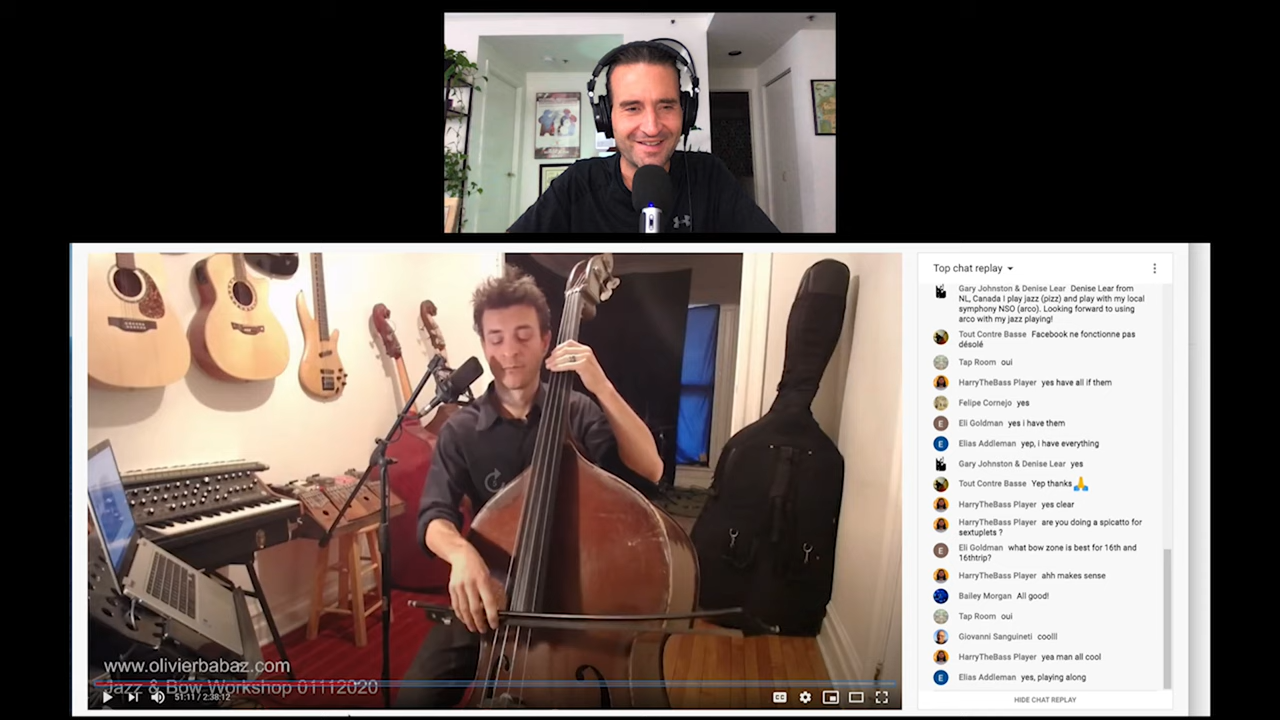 Top chat replay
Gary Johnston & Denise Lear Denise Lear from
NL, Canada I play jazz (pizz) and play with my local
symphony NSO (arco). Looking forward to using
arco with my jazz playing!
Tout Contre Basse Facebook ne fonctionne pas
désolé
Tap Room oui
HarryTheBass Player yes have all if them
Felipe Cornejo yes
E Eli Goldman yes i have them
E Elias Addleman yep, i have everything
Gary Johnston & Denise Lear yes
Tout Contre Basse Yep thanks 🙏
HarryTheBass Player yes clear
HarryTheBass Player are you doing a spicatto for
sextuplets ?
E Eli Goldman what bow zone is best for 16th and
16thtrip?
HarryTheBass Player ahh makes sense
Bailey Morgan All good!
Tap Room oui
Giovanni Sanguineti coolll
HarryTheBass Player yea man all cool
E Elias Addleman yes, playing along
HIDE CHAT REPLAY
www.olivierbabaz.com
Jazz & Bow Workshop 01112020
51:11 / 2:38:12
CC